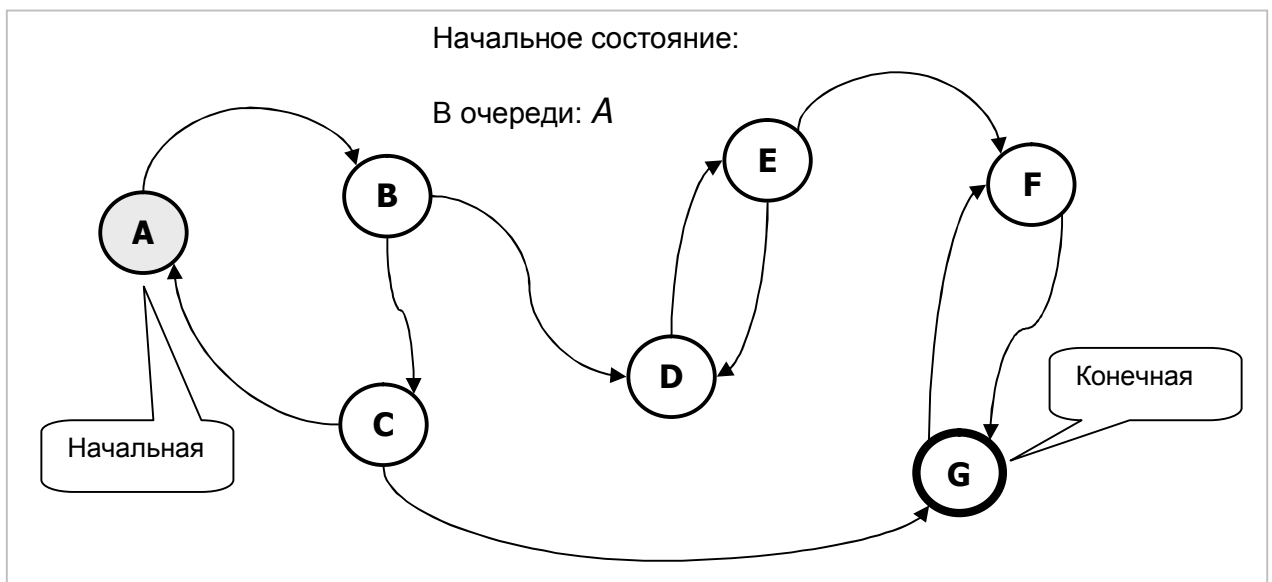 Начальное состояние:
В очереди: A
E
B
F
A
D
Конечная
C
Начальная
G